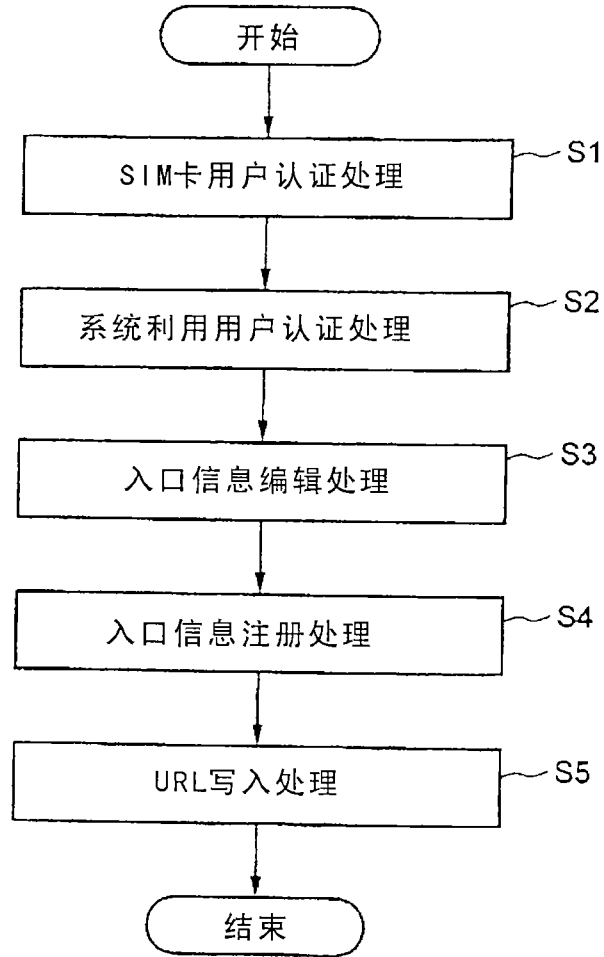 开始
SIM卡用户认证处理
S1
系统利用用户认证处理
S2
入口信息编辑处理
S3
入口信息注册处理
S4
URL写入处理
S5
结束